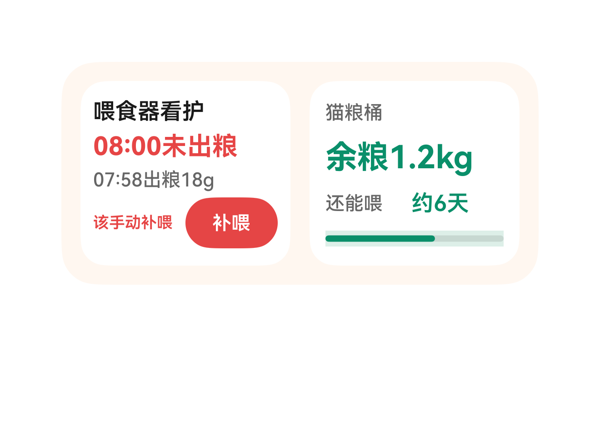 喂食器看护
08:00未出粮
07:58出粮18g
该手动补喂
补喂
猫粮桶
余粮1.2kg
还能喂 约6天